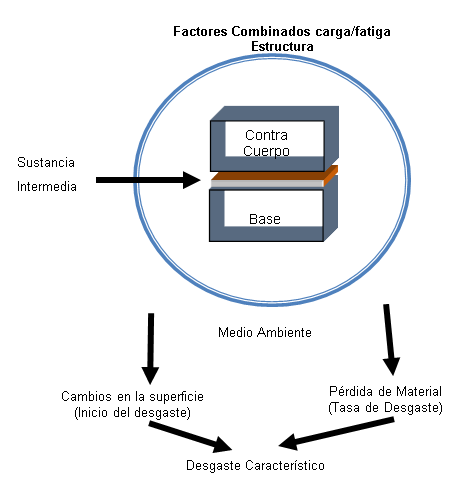 Factores Combinados carga/fatiga
Estructura
Contra
Cuerpo
Sustancia
Intermedia
Base
Medio Ambiente
Cambios en la superficie
(Inicio del desgaste)
Pérdida de Material
(Tasa de Desgaste)
Desgaste Característico